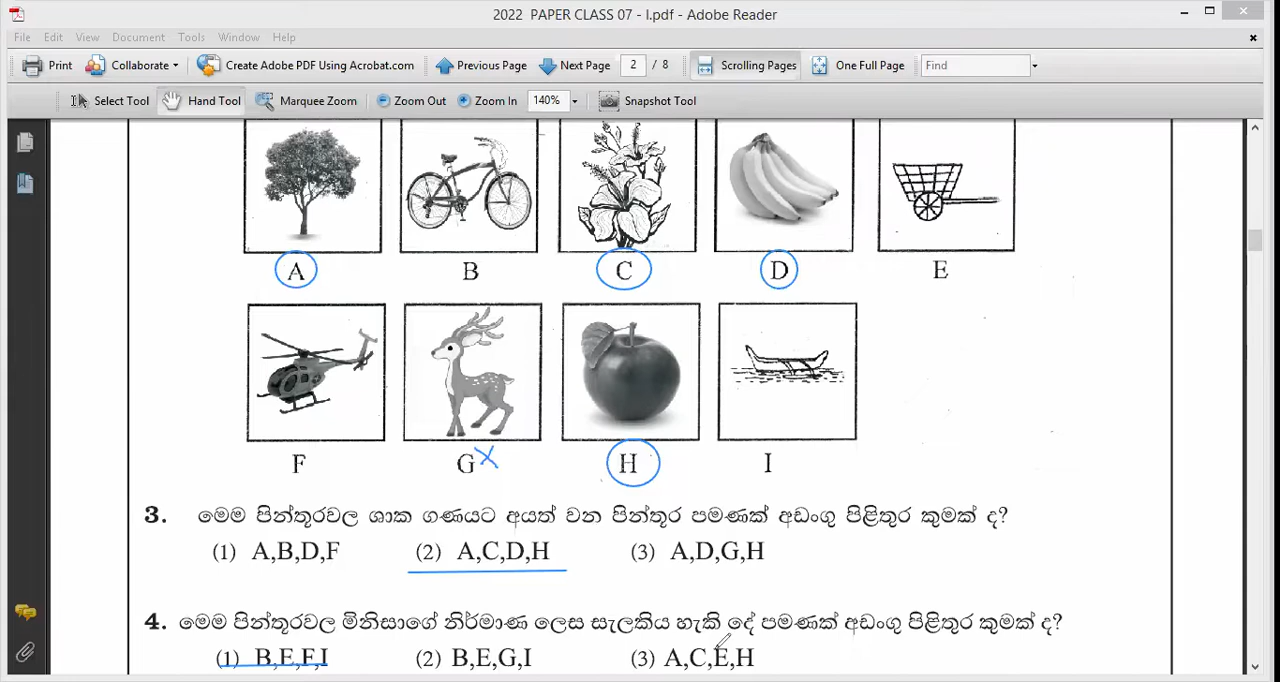 2022 PAPER CLASS 07 - I.pdf - Adobe Reader
File Edit View Document Tools Window Help
Print Collaborate Create Adobe PDF Using Acrobat.com Previous Page Next Page 2 / 8 Scrolling Pages One Full Page Find
Select Tool Hand Tool Marquee Zoom Zoom Out Zoom In 140% Snapshot Tool
A B C D E
F G X H I
3. මෙම පින්තූරවල ශාක ගණයට අයත් වන පින්තූර පමණක් අඩංගු පිළිතුර කුමක් ද?
(1) A,B,D,F (2) A,C,D,H (3) A,D,G,H
4. මෙම පින්තූරවල මිනිසාගේ නිර්මාණ ලෙස සැලකිය හැකි දේ පමණක් අඩංගු පිළිතුර කුමක් ද?
(1) B,E,F,I (2) B,E,G,I (3) A,C,E,H